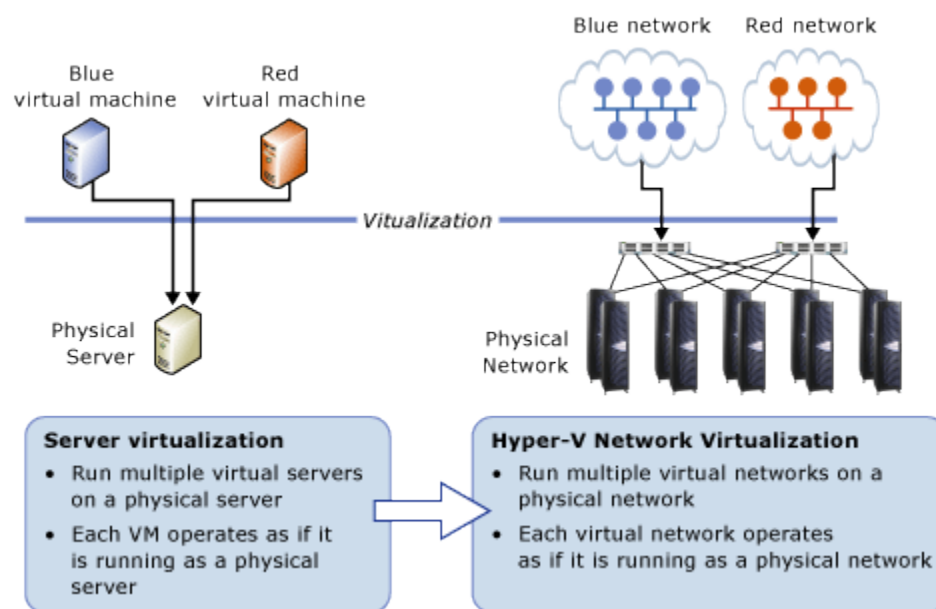 Blue
virtual machine
Red
virtual machine
Blue network
Red network
Vitualization
Physical
Server
Physical
Network
Server virtualization
• Run multiple virtual servers
on a physical server
• Each VM operates as if it
is running as a physical
server
Hyper-V Network Virtualization
• Run multiple virtual networks on a
physical network
• Each virtual network operates
as if it is running as a physical network